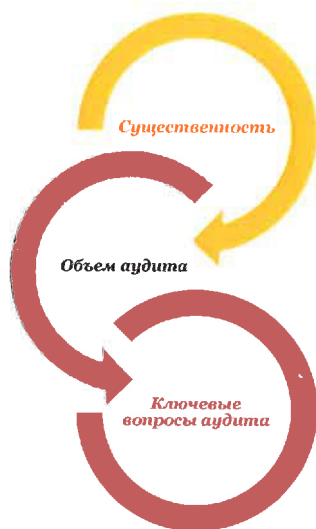 Существенность
Объем аудита
Ключевые
вопросы аудита